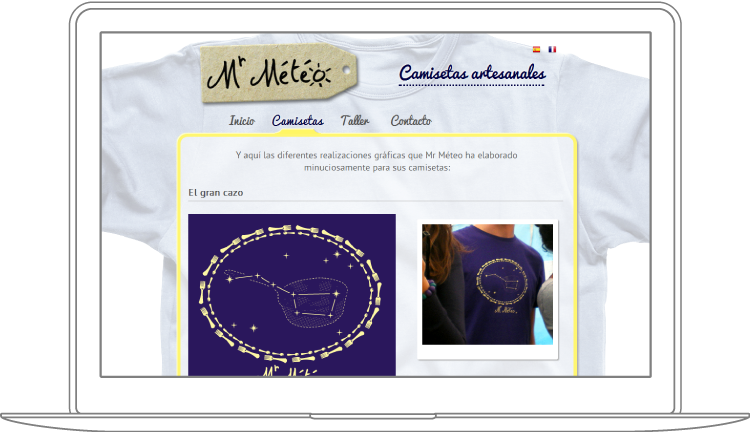 Mr Météo
Camisetas artesanales
Inicio Camisetas Taller Contacto
Y aquí las diferentes realizaciones gráficas que Mr Méteo ha elaborado
minuciosamente para sus camisetas:
El gran cazo
Mr Mété
Mr Météo